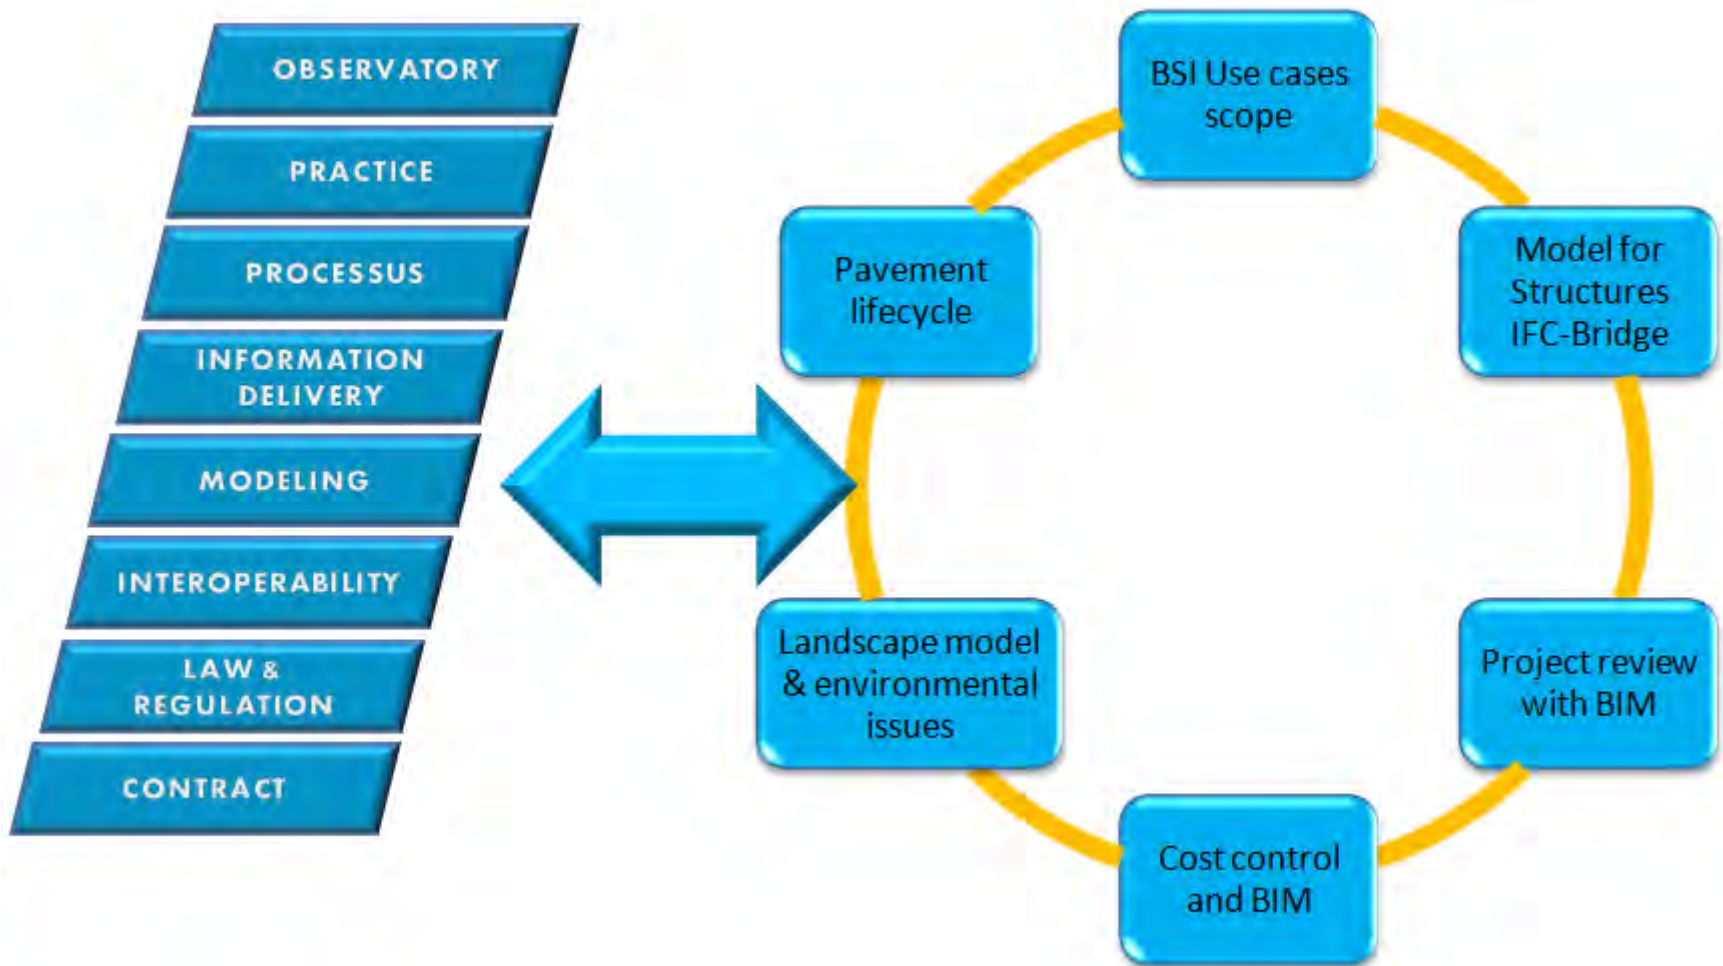 OBSERVATORY
PRACTICE
PROCESSUS
INFORMATION
DELIVERY
MODELING
INTEROPERABILITY
LAW &
REGULATION
CONTRACT
BSI Use cases
scope
Model for
Structures
IFC-Bridge
Project review
with BIM
Cost control
and BIM
Landscape model
& environmental
issues
Pavement
lifecycle